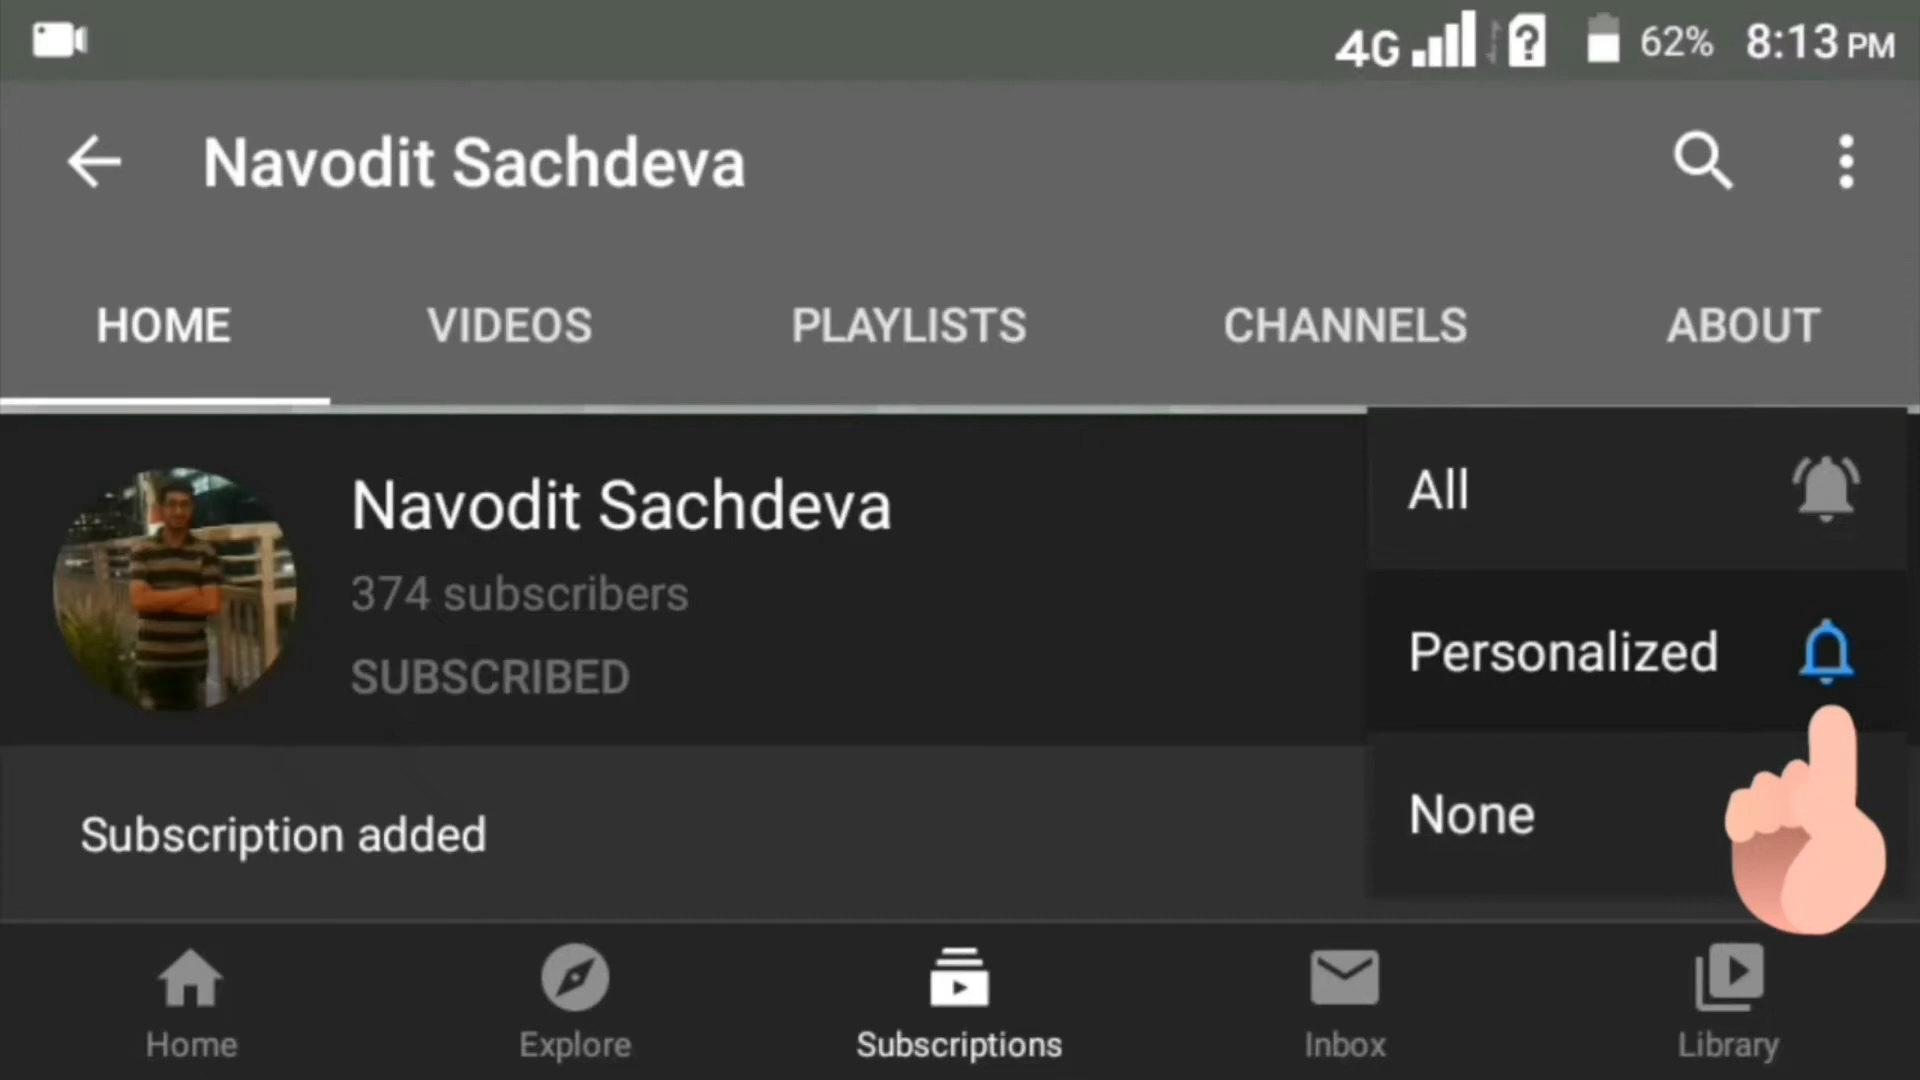 4G 62% 8:13 PM
Navodit Sachdeva
HOME VIDEOS PLAYLISTS CHANNELS ABOUT
Navodit Sachdeva
374 subscribers
SUBSCRIBED
All
Personalized
None
Subscription added
Home Explore Subscriptions Inbox Library